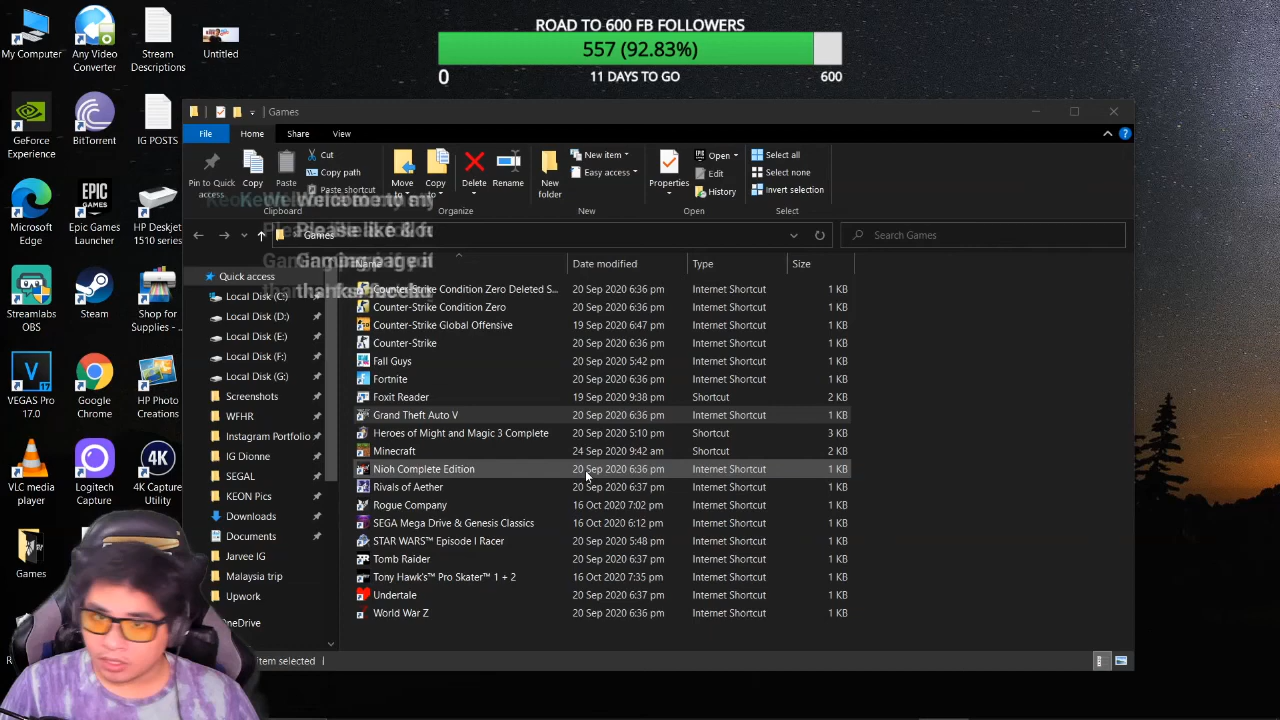 ROAD TO 600 FB FOLLOWERS
557 (92.83%)
0
11 DAYS TO GO
600
My Computer
Any Video Converter
Stream Descriptions
Untitled
GeForce Experience
BitTorrent
IG POSTS
Microsoft Edge
Epic Games Launcher
HP Deskjet 1510 series
Streamlabs OBS
Steam
Shop for Supplies - ...
VEGAS Pro 17.0
Google Chrome
HP Photo Creations
VLC media player
Logitech Capture
4K Capture Utility
Games
Games
File
Home
Share
View
Pin to Quick access
Copy
Paste
Cut
Copy path
Paste shortcut
Clipboard
Move to
Copy to
Delete
Rename
Organize
New folder
New item
Easy access
New
Properties
Open
Edit
History
Open
Select all
Select none
Invert selection
Select
Welcome to my
Please like & f
Gaming page if
thanks
Games
Search Games
Name
Date modified
Type
Size
Quick access
Local Disk (C:)
Local Disk (D:)
Local Disk (E:)
Local Disk (F:)
Local Disk (G:)
Screenshots
WFHR
Instagram Portfolio
IG Dionne
SEGAL
KEON Pics
Downloads
Documents
Jarvee IG
Malaysia trip
Upwork
OneDrive
Counter-Strike Condition Zero Deleted S... 20 Sep 2020 6:36 pm Internet Shortcut 1 KB
Counter-Strike Condition Zero 20 Sep 2020 6:36 pm Internet Shortcut 1 KB
Counter-Strike Global Offensive 19 Sep 2020 6:47 pm Internet Shortcut 1 KB
Counter-Strike 20 Sep 2020 6:36 pm Internet Shortcut 1 KB
Fall Guys 20 Sep 2020 5:42 pm Internet Shortcut 1 KB
Fortnite 20 Sep 2020 6:36 pm Internet Shortcut 1 KB
Foxit Reader 19 Sep 2020 9:38 pm Shortcut 2 KB
Grand Theft Auto V 20 Sep 2020 6:36 pm Internet Shortcut 1 KB
Heroes of Might and Magic 3 Complete 20 Sep 2020 5:10 pm Shortcut 3 KB
Minecraft 24 Sep 2020 9:42 am Shortcut 2 KB
Nioh Complete Edition 20 Sep 2020 6:36 pm Internet Shortcut 1 KB
Rivals of Aether 20 Sep 2020 6:37 pm Internet Shortcut 1 KB
Rogue Company 16 Oct 2020 7:02 pm Internet Shortcut 1 KB
SEGA Mega Drive & Genesis Classics 16 Oct 2020 6:12 pm Internet Shortcut 1 KB
STAR WARS™ Episode I Racer 20 Sep 2020 5:48 pm Internet Shortcut 1 KB
Tomb Raider 20 Sep 2020 6:37 pm Internet Shortcut 1 KB
Tony Hawk's™ Pro Skater™ 1 + 2 16 Oct 2020 7:35 pm Internet Shortcut 1 KB
Undertale 20 Sep 2020 6:37 pm Internet Shortcut 1 KB
World War Z 20 Sep 2020 6:36 pm Internet Shortcut 1 KB
item selected